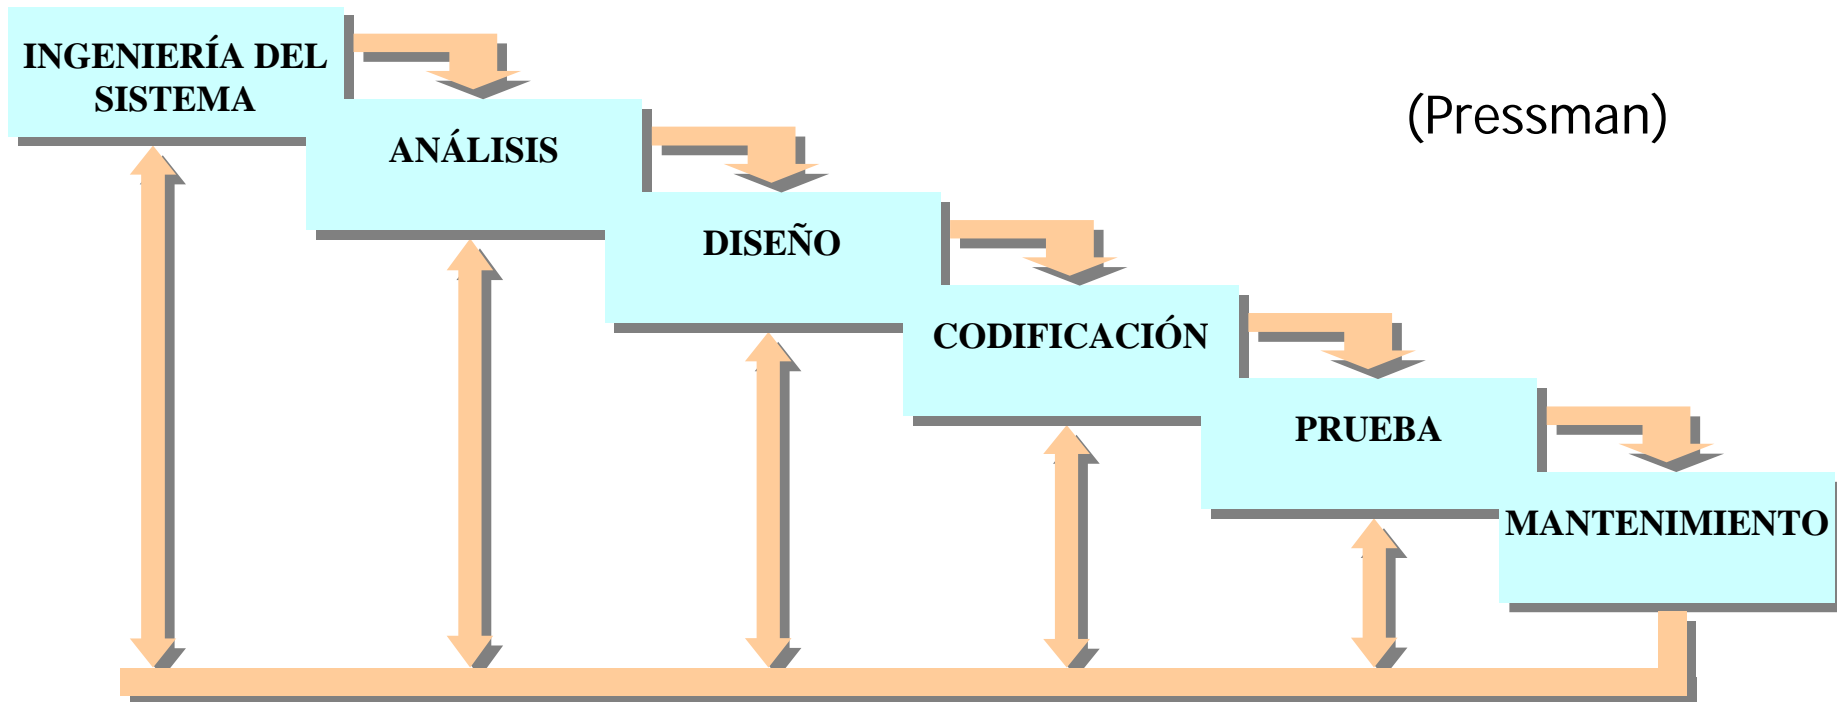 INGENIERÍA DEL
SISTEMA
(Pressman)
ANÁLISIS
DISEÑO
CODIFICACIÓN
PRUEBA
MANTENIMIENTO